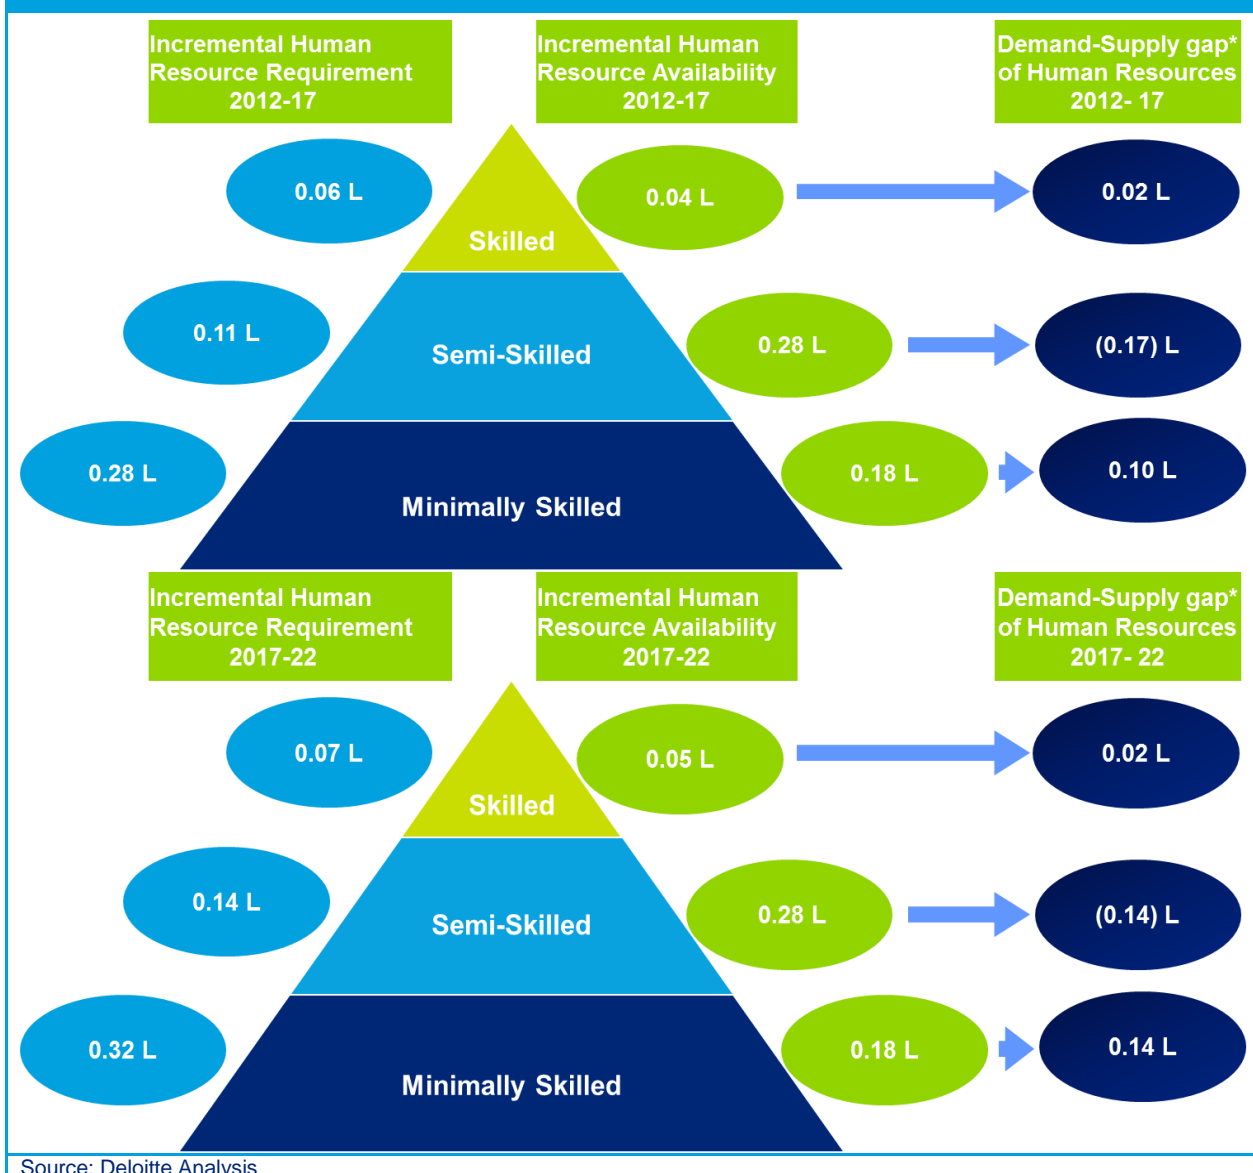 Incremental Human
Resource Requirement
2012-17
Incremental Human
Resource Availability
2012-17
Demand-Supply gap*
of Human Resources
2012- 17
0.06 L
Skilled
0.04 L
0.02 L
0.11 L
Semi-Skilled
0.28 L
(0.17) L
0.28 L
Minimally Skilled
0.18 L
0.10 L
Incremental Human
Resource Requirement
2017-22
Incremental Human
Resource Availability
2017-22
Demand-Supply gap*
of Human Resources
2017- 22
0.07 L
Skilled
0.05 L
0.02 L
0.14 L
Semi-Skilled
0.28 L
(0.14) L
0.32 L
Minimally Skilled
0.18 L
0.14 L
Source: Deloitte Analysis